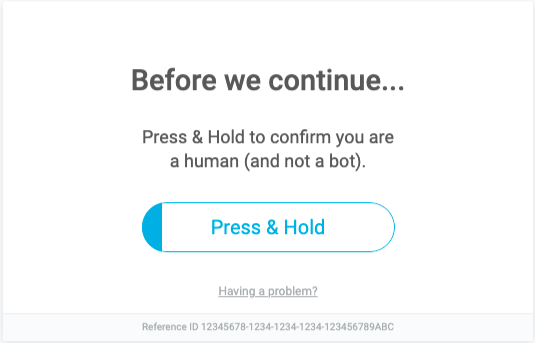 Before we continue...
Press & Hold to confirm you are
a human (and not a bot).
Press & Hold
Having a problem?
Reference ID 12345678-1234-1234-1234-123456789ABC